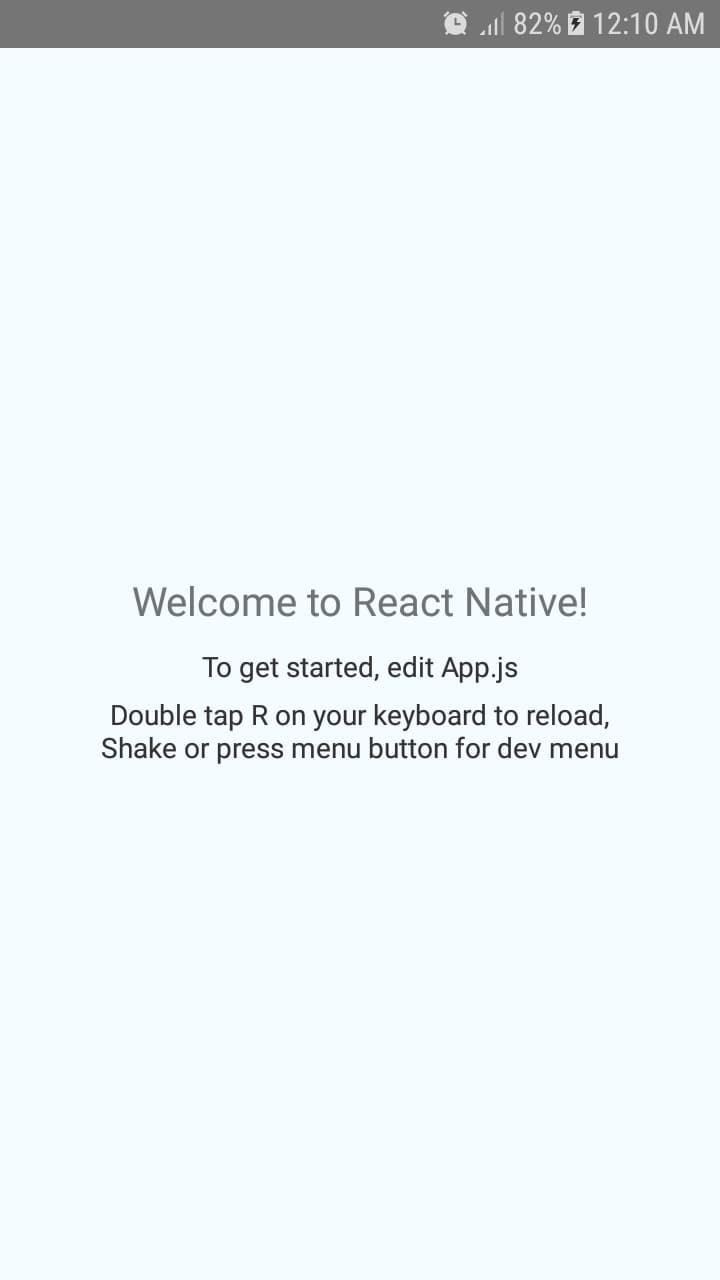 82% 12:10 AM
Welcome to React Native!
To get started, edit App.js
Double tap R on your keyboard to reload,
Shake or press menu button for dev menu